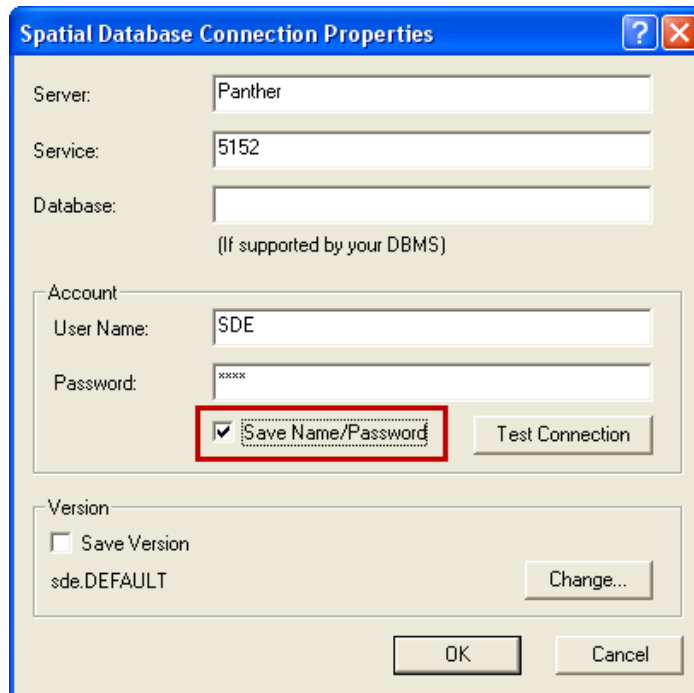 Spatial Database Connection Properties
Server: Panther
Service: 5152
Database:
(If supported by your DBMS)
Account
User Name: SDE
Password: ****
Save Name/Password Test Connection
Version
Save Version
sde.DEFAULT Change...
OK Cancel